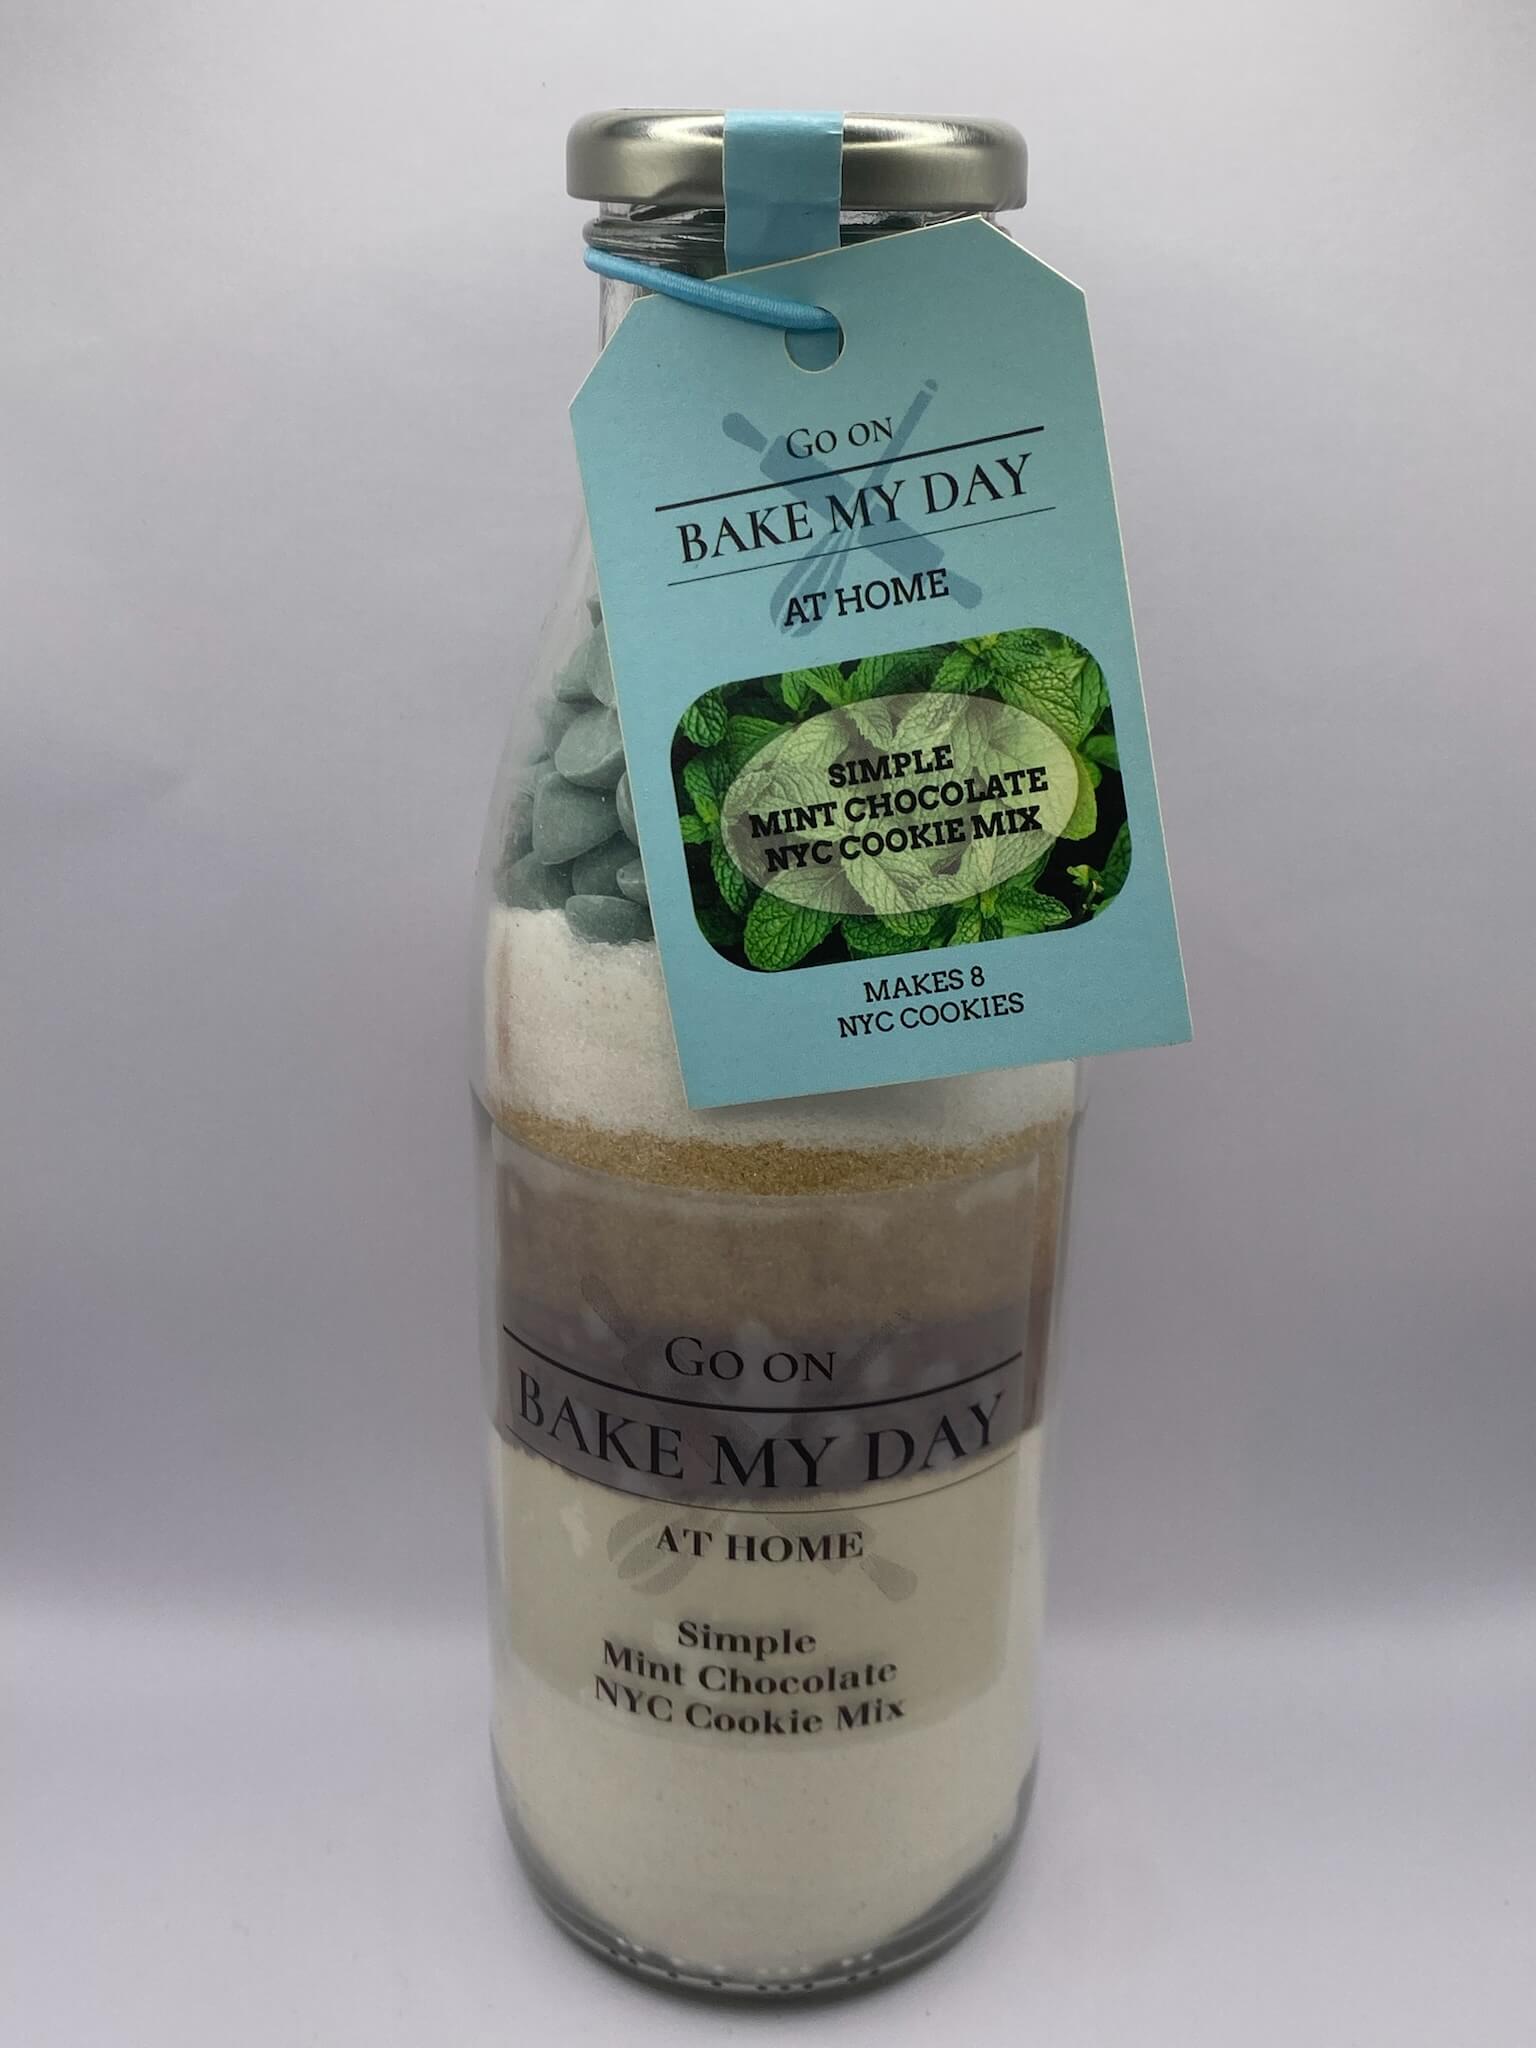 GO ON
BAKE MY DAY
AT HOME
SIMPLE
MINT CHOCOLATE
NYC COOKIE MIX
MAKES 8
NYC COOKIES
GO ON
BAKE MY DAY
AT HOME
Simple
Mint Chocolate
NYC Cookie Mix